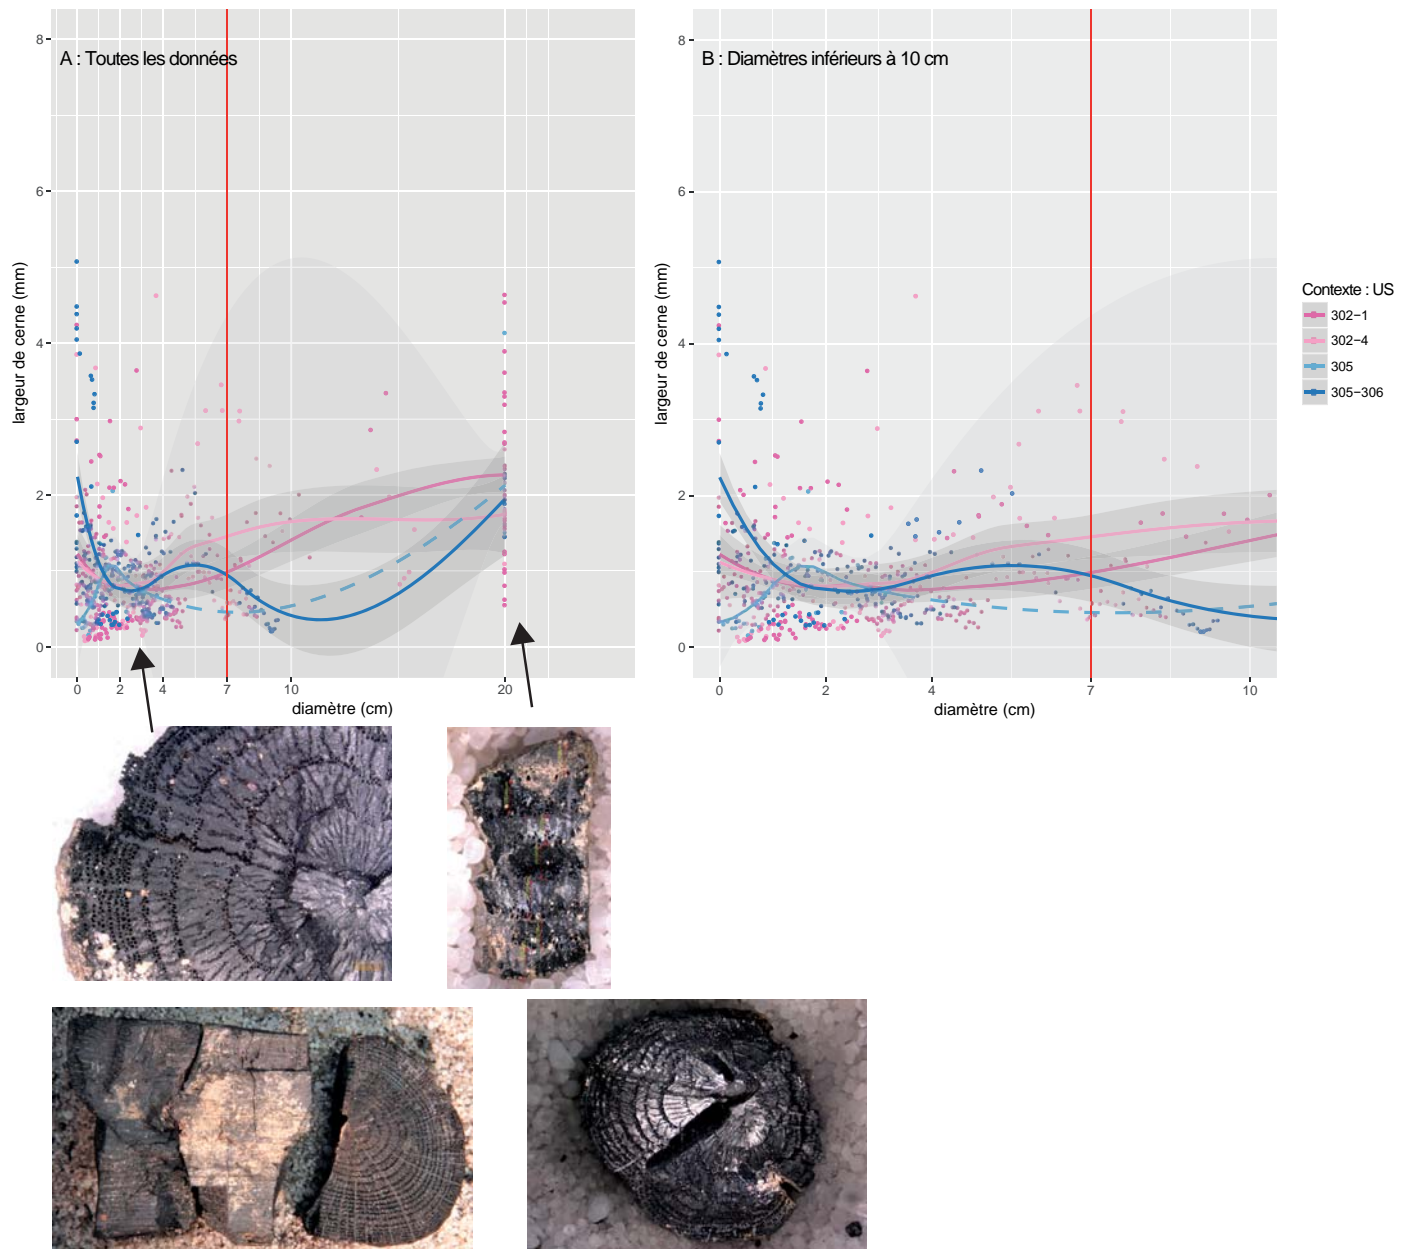 A : Toutes les données
8
6
4
2
0
largeur de cerne (mm)
0 2 4 7 10 20
diamètre (cm)
B : Diamètres inférieurs à 10 cm
8
6
4
2
0
largeur de cerne (mm)
0 2 4 7 10
diamètre (cm)
Contexte : US
302-1
302-4
305
305-306